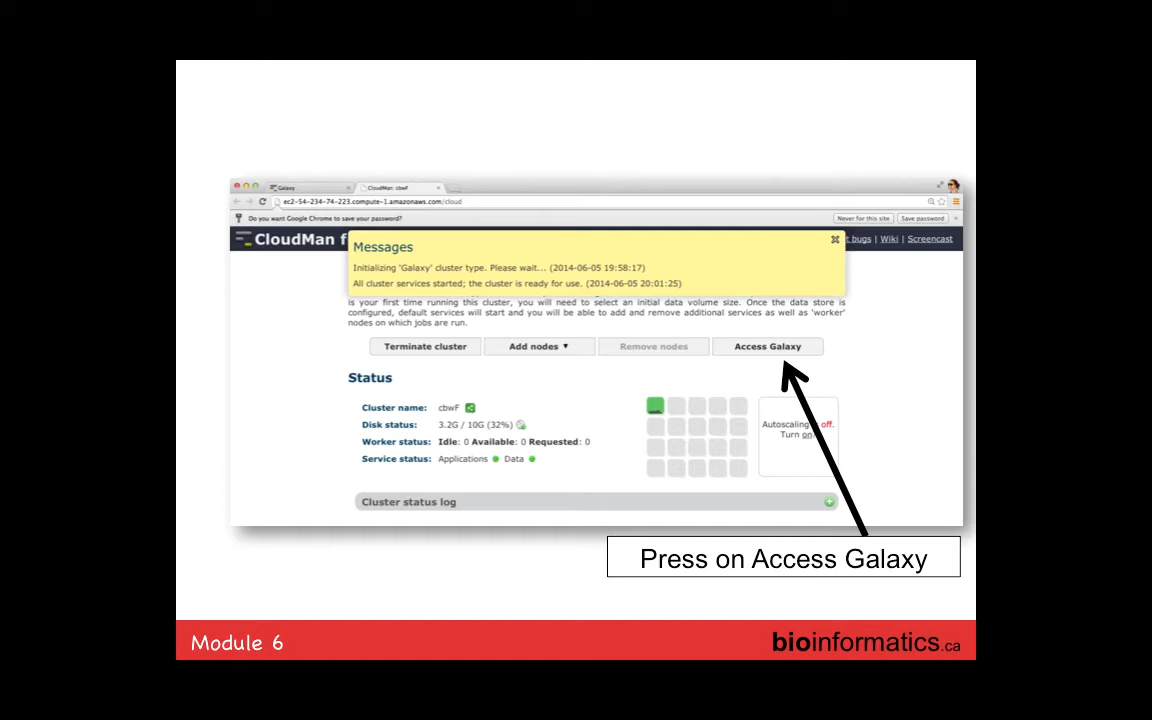 Galaxy
CloudMan: cbwf
ec2-54-234-74-223.compute-1.amazonaws.com/cloud
Do you want Google Chrome to save your password?
Never for this site
Save password
CloudMan f
t bugs | Wiki | Screencast
Messages
Initializing 'Galaxy' cluster type. Please wait... (2014-06-05 19:58:17)
All cluster services started; the cluster is ready for use. (2014-06-05 20:01:25)
is your first time running this cluster, you will need to select an initial data volume size. Once the data store is
configured, default services will start and you will be able to add and remove additional services as well as 'worker'
nodes on which jobs are run.
Terminate cluster
Add nodes ▼
Remove nodes
Access Galaxy
Status
Cluster name: cbwF
Disk status: 3.2G / 10G (32%)
Worker status: Idle: 0 Available: 0 Requested: 0
Service status: Applications Data
Autoscaling off.
Turn on
Cluster status log
Press on Access Galaxy
Module 6
bioinformatics.ca